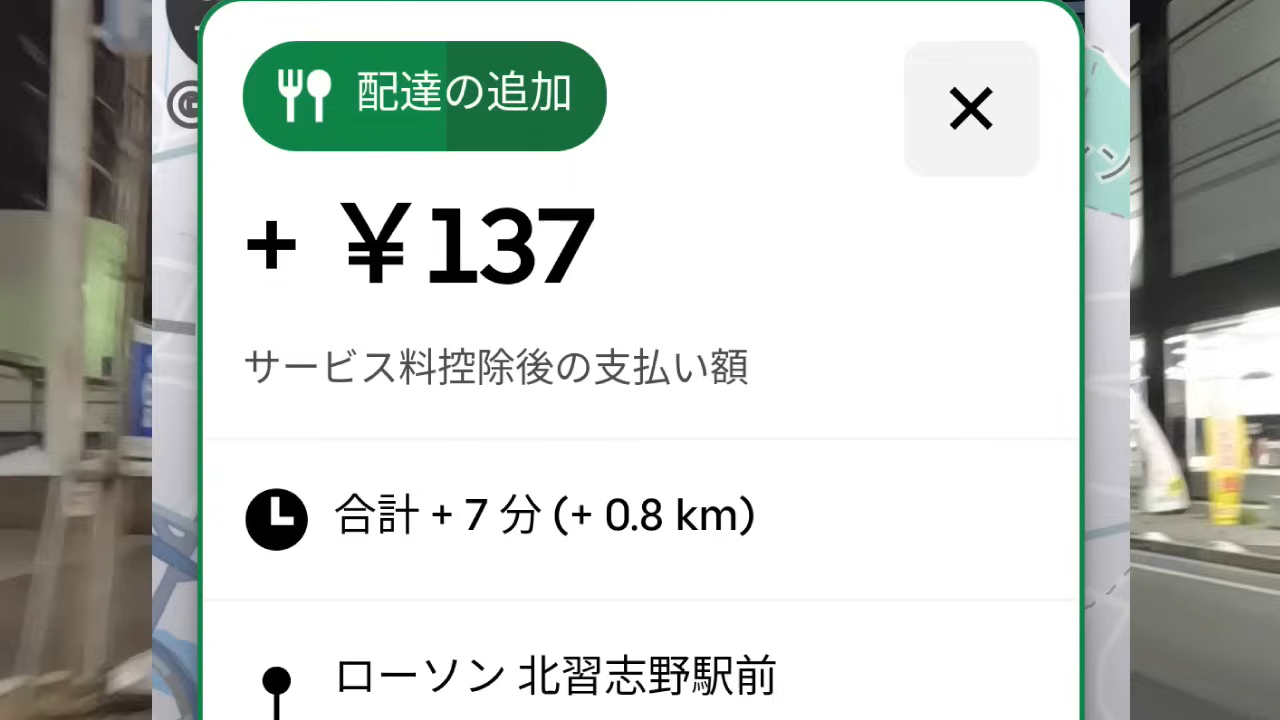 配達の追加
+ ￥137
サービス料控除後の支払い額
合計 + 7 分 (+ 0.8 km)
ローソン 北習志野駅前